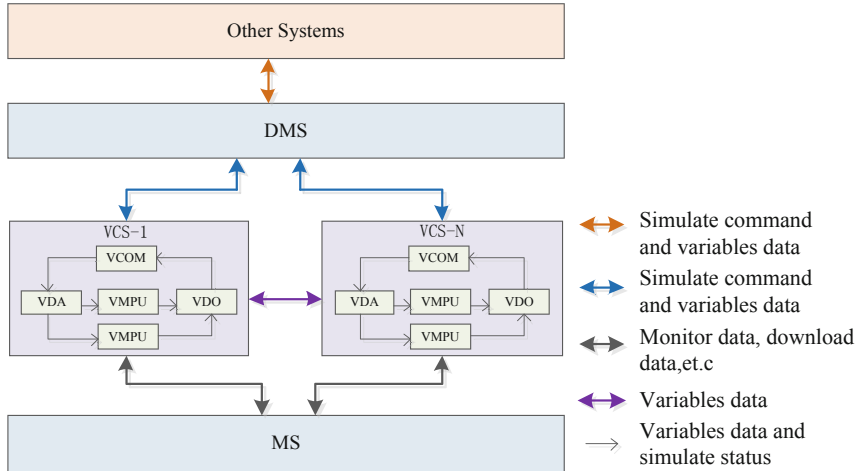 Other Systems
DMS
VCS-1
VCOM
VDA
VMPU
VDO
VMPU
VCS-N
VCOM
VDA
VMPU
VDO
VMPU
MS
Simulate command
and variables data
Simulate command
and variables data
Monitor data, download
data,et.c
Variables data
Variables data and
simulate status